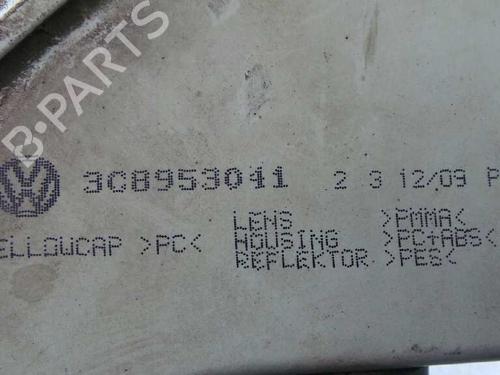 3C8953041 2 3 12/09 P
LENS >PMMA<
ELLOWCAP >PC< HOUSING >PC+ABS<
REFLEKTOR >PES<
B-PARTS